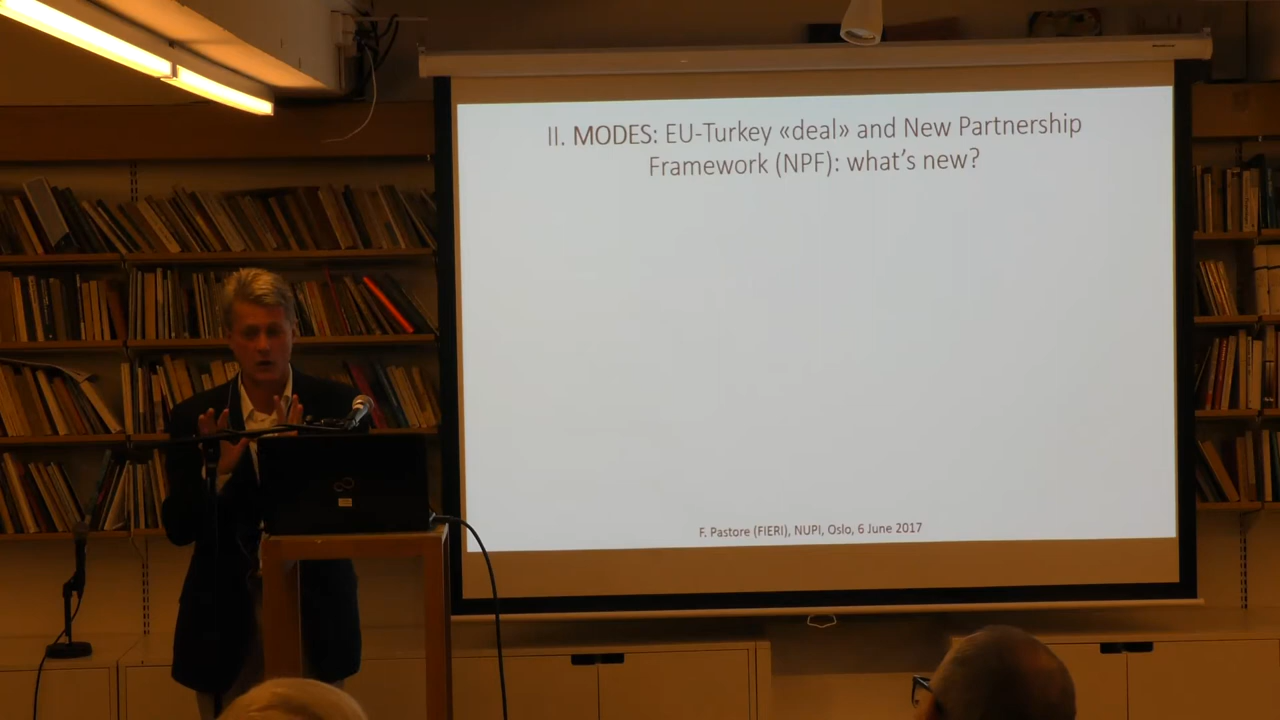 II. MODES: EU-Turkey «deal» and New Partnership
Framework (NPF): what's new?
F. Pastore (FIERI), NUPI, Oslo, 6 June 2017